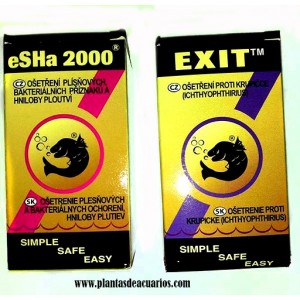 eSHa 2000®
CZ OŠETŘENÍ PLÍSŇOVÝCH,
BAKTERIÁLNÍCH PŘÍZNAKŮ A
HNILOBY PLOUTVÍ
SK OŠETRENIE PLESŇOVÝCH
A BAKTERIÁLNYCH OCHORENÍ,
HNILOBY PLUTIEV
SIMPLE
SAFE
EASY
EXIT™
CZ OŠETŘENÍ PROTI KRUPIČCE
(ICHTHYOPHTHIRIUS)
SK OŠETRENIE PROTI
KRUPIČKE (ICHTHYOPHTHIRIUS)
SIMPLE
SAFE
EASY
www.plantasdeacuarios.com